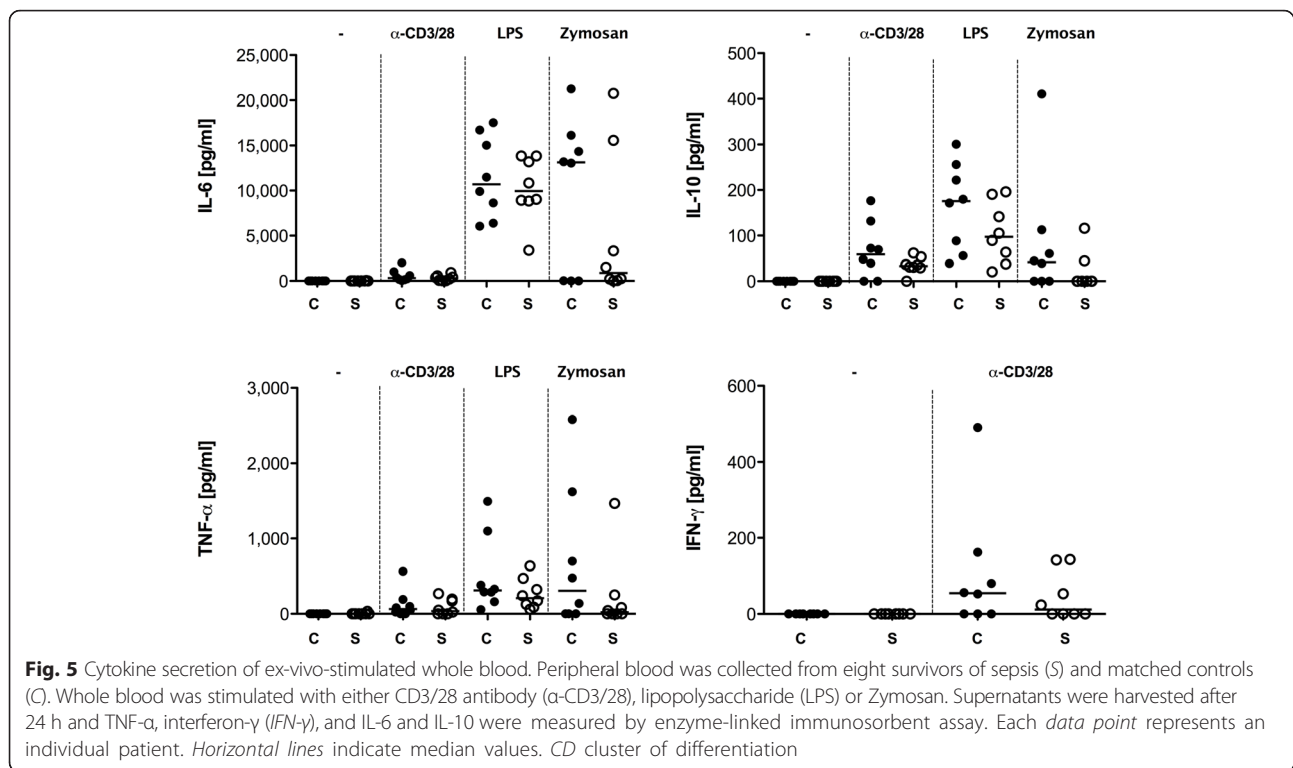 - α-CD3/28 LPS Zymosan
25,000
20,000
15,000
10,000
5,000
0
IL-6 [pg/ml]
C S C S C S C S
- α-CD3/28 LPS Zymosan
500
400
300
200
100
0
IL-10 [pg/ml]
C S C S C S C S
- α-CD3/28 LPS Zymosan
3,000
2,000
1,000
0
TNF-α [pg/ml]
C S C S C S C S
- α-CD3/28
600
400
200
0
IFN-γ [pg/ml]
C S C S
Fig. 5 Cytokine secretion of ex-vivo-stimulated whole blood. Peripheral blood was collected from eight survivors of sepsis (S) and matched controls
(C). Whole blood was stimulated with either CD3/28 antibody (α-CD3/28), lipopolysaccharide (LPS) or Zymosan. Supernatants were harvested after
24 h and TNF-α, interferon-γ (IFN-γ), and IL-6 and IL-10 were measured by enzyme-linked immunosorbent assay. Each data point represents an
individual patient. Horizontal lines indicate median values. CD cluster of differentiation